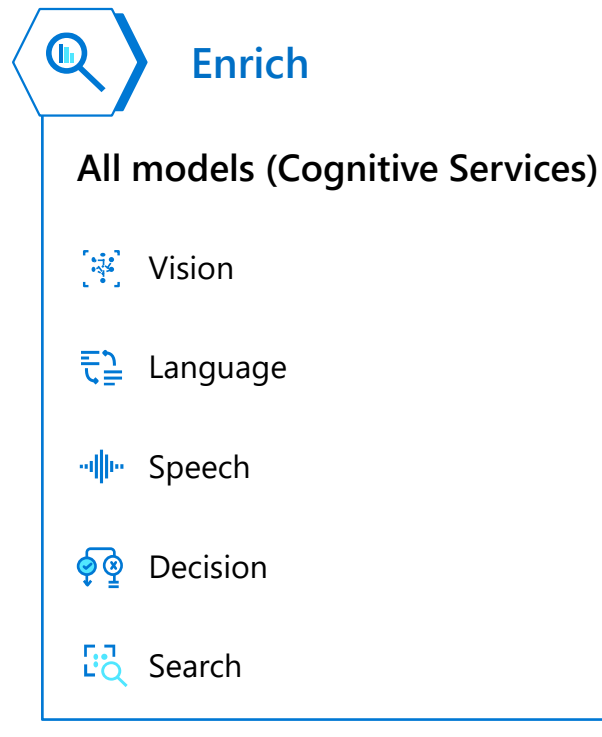 Enrich
All models (Cognitive Services)
Vision
Language
Speech
Decision
Search